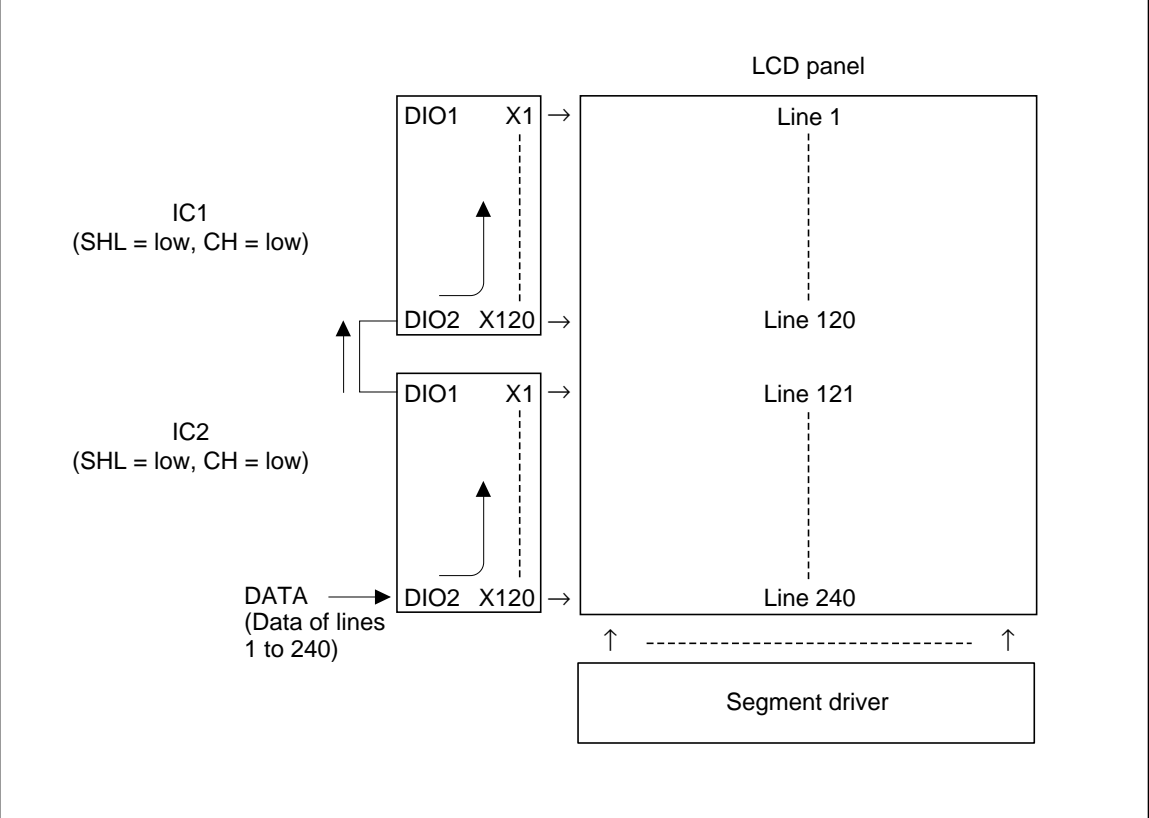 LCD panel
DIO1 X1 → Line 1
IC1
(SHL = low, CH = low)
DIO2 X120 → Line 120
DIO1 X1 → Line 121
IC2
(SHL = low, CH = low)
DATA DIO2 X120 → Line 240
(Data of lines
1 to 240)
↑ ↑
Segment driver